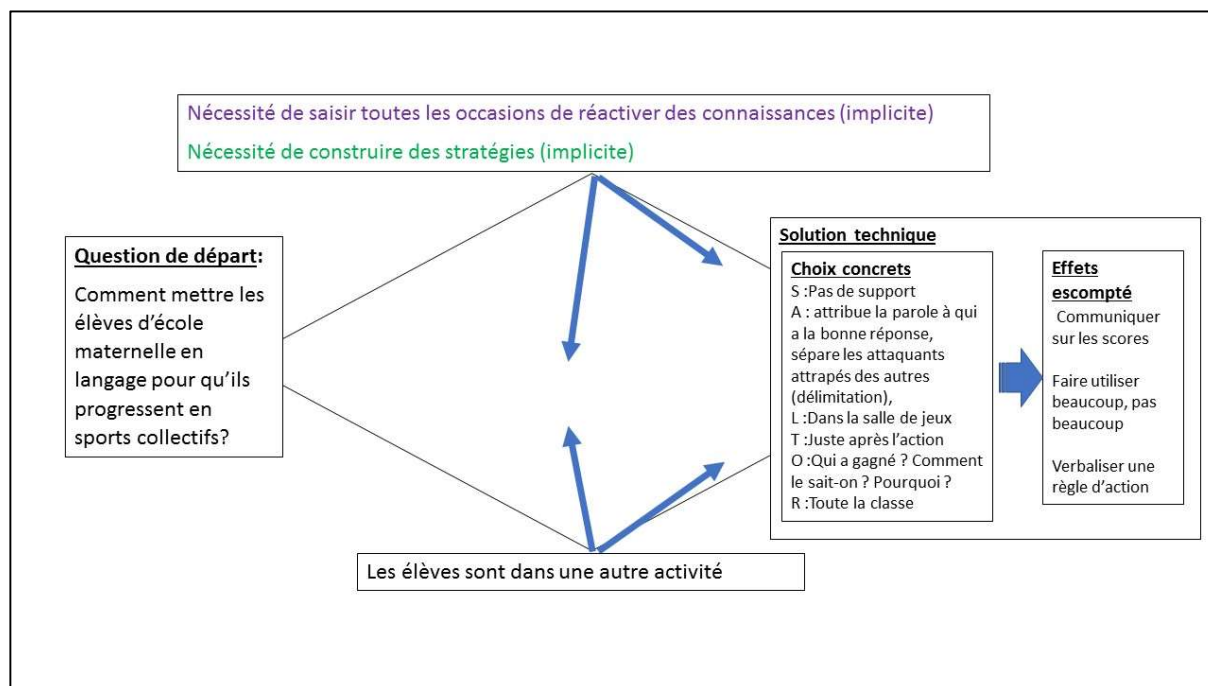 Nécessité de saisir toutes les occasions de réactiver des connaissances (implicite)
Nécessité de construire des stratégies (implicite)
Question de départ:
Comment mettre les
élèves d'école
maternelle en
langage pour qu'ils
progressent en
sports collectifs?
Solution technique
Choix concrets
S :Pas de support
A : attribue la parole à qui
a la bonne réponse,
sépare les attaquants
attrapés des autres
(délimitation),
L :Dans la salle de jeux
T :Juste après l'action
O :Qui a gagné ? Comment
le sait-on ? Pourquoi ?
R :Toute la classe
Effets
escompté
Communiquer
sur les scores
Faire utiliser
beaucoup, pas
beaucoup
Verbaliser une
règle d'action
Les élèves sont dans une autre activité